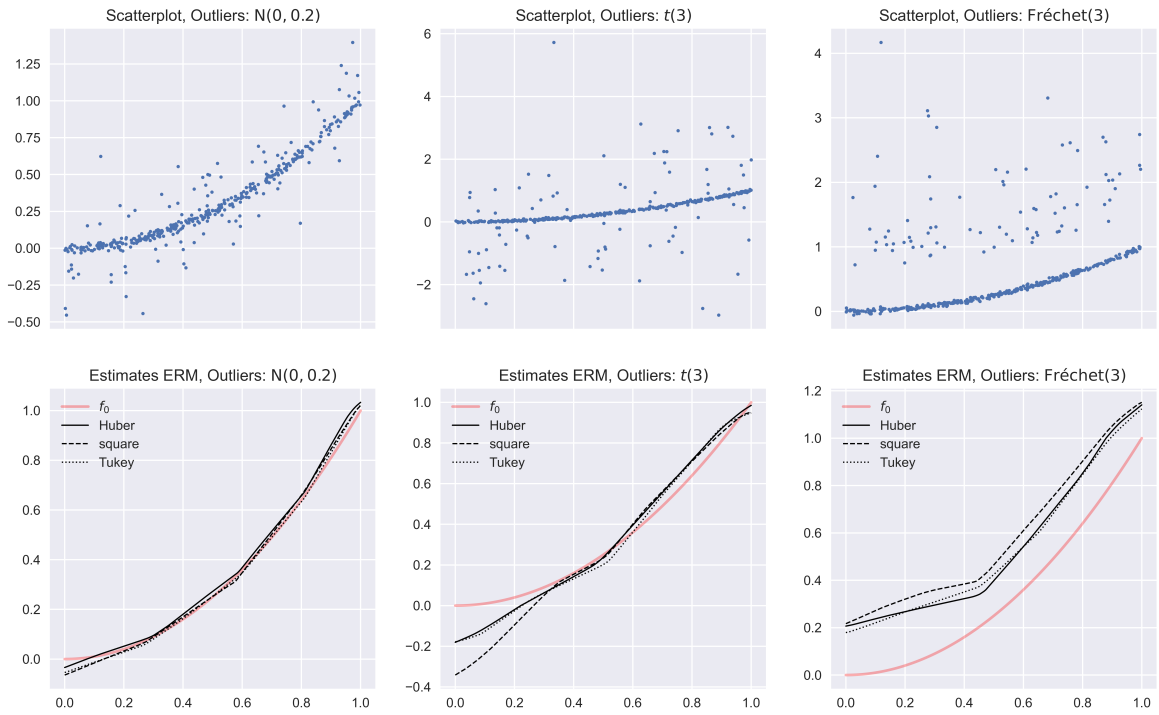 Scatterplot, Outliers: N(0, 0.2)
1.25
1.00
0.75
0.50
0.25
0.00
−0.25
−0.50
Scatterplot, Outliers: t(3)
6
4
2
0
−2
Scatterplot, Outliers: Fréchet(3)
4
3
2
1
0
Estimates ERM, Outliers: N(0, 0.2)
f₀
Huber
square
Tukey
1.0
0.8
0.6
0.4
0.2
0.0
0.0 0.2 0.4 0.6 0.8 1.0
Estimates ERM, Outliers: t(3)
f₀
Huber
square
Tukey
1.0
0.8
0.6
0.4
0.2
0.0
−0.2
−0.4
0.0 0.2 0.4 0.6 0.8 1.0
Estimates ERM, Outliers: Fréchet(3)
f₀
Huber
square
Tukey
1.2
1.0
0.8
0.6
0.4
0.2
0.0
0.0 0.2 0.4 0.6 0.8 1.0